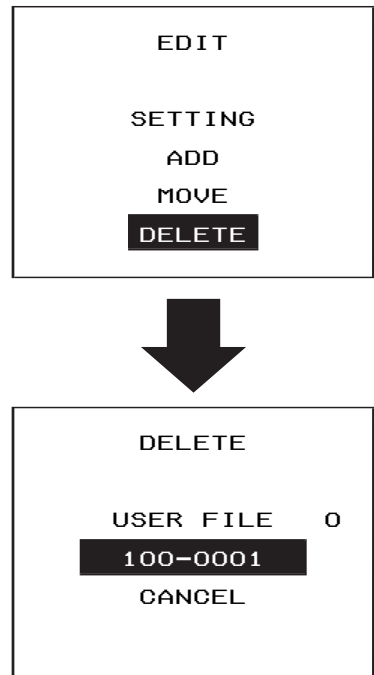 EDIT
SETTING
ADD
MOVE
DELETE
DELETE
USER FILE 0
100-0001
CANCEL